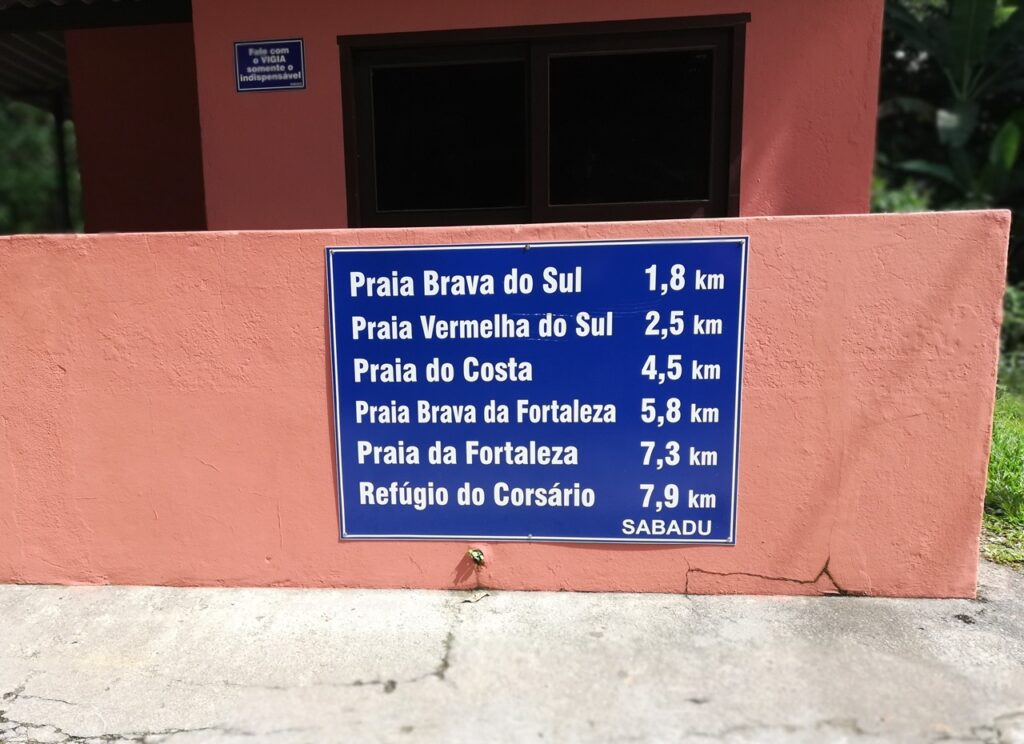 Fale com
o VIGIA
somente o
indispensável
Praia Brava do Sul 1,8 km
Praia Vermelha do Sul 2,5 km
Praia do Costa 4,5 km
Praia Brava da Fortaleza 5,8 km
Praia da Fortaleza 7,3 km
Refúgio do Corsário 7,9 km
SABADU